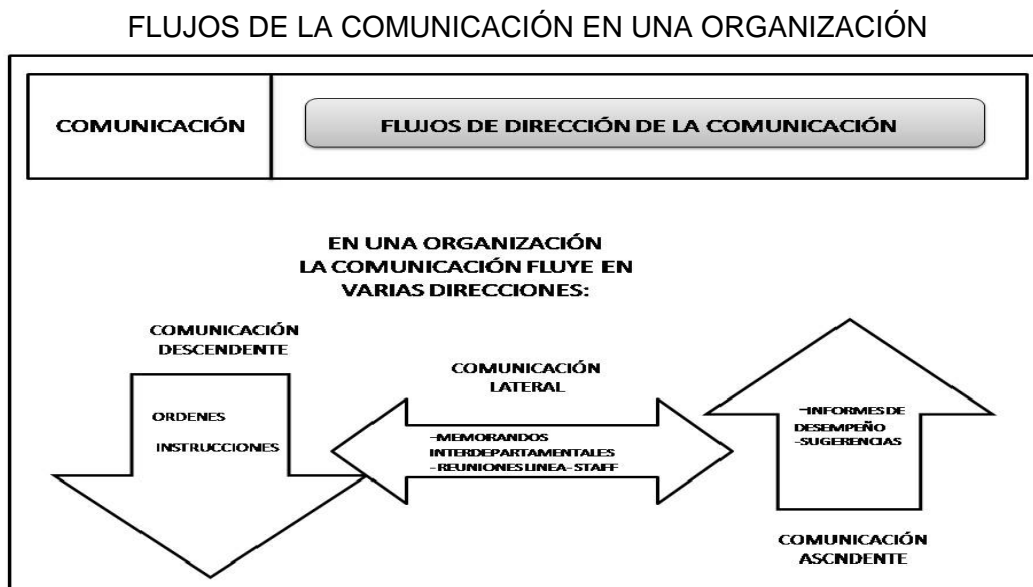 FLUJOS DE LA COMUNICACIÓN EN UNA ORGANIZACIÓN
COMUNICACIÓN
FLUJOS DE DIRECCIÓN DE LA COMUNICACIÓN
EN UNA ORGANIZACIÓN
LA COMUNICACIÓN FLUYE EN
VARIAS DIRECCIONES:
COMUNICACIÓN
DESCENDENTE
ORDENES
INSTRUCCIONES
COMUNICACIÓN
LATERAL
-MEMORANDOS
INTERDEPARTAMENTALES
-REUNIONES LINEA-STAFF
-INFORMES DE
DESEMPEÑO
-SUGERENCIAS
COMUNICACIÓN
ASCNDENTE